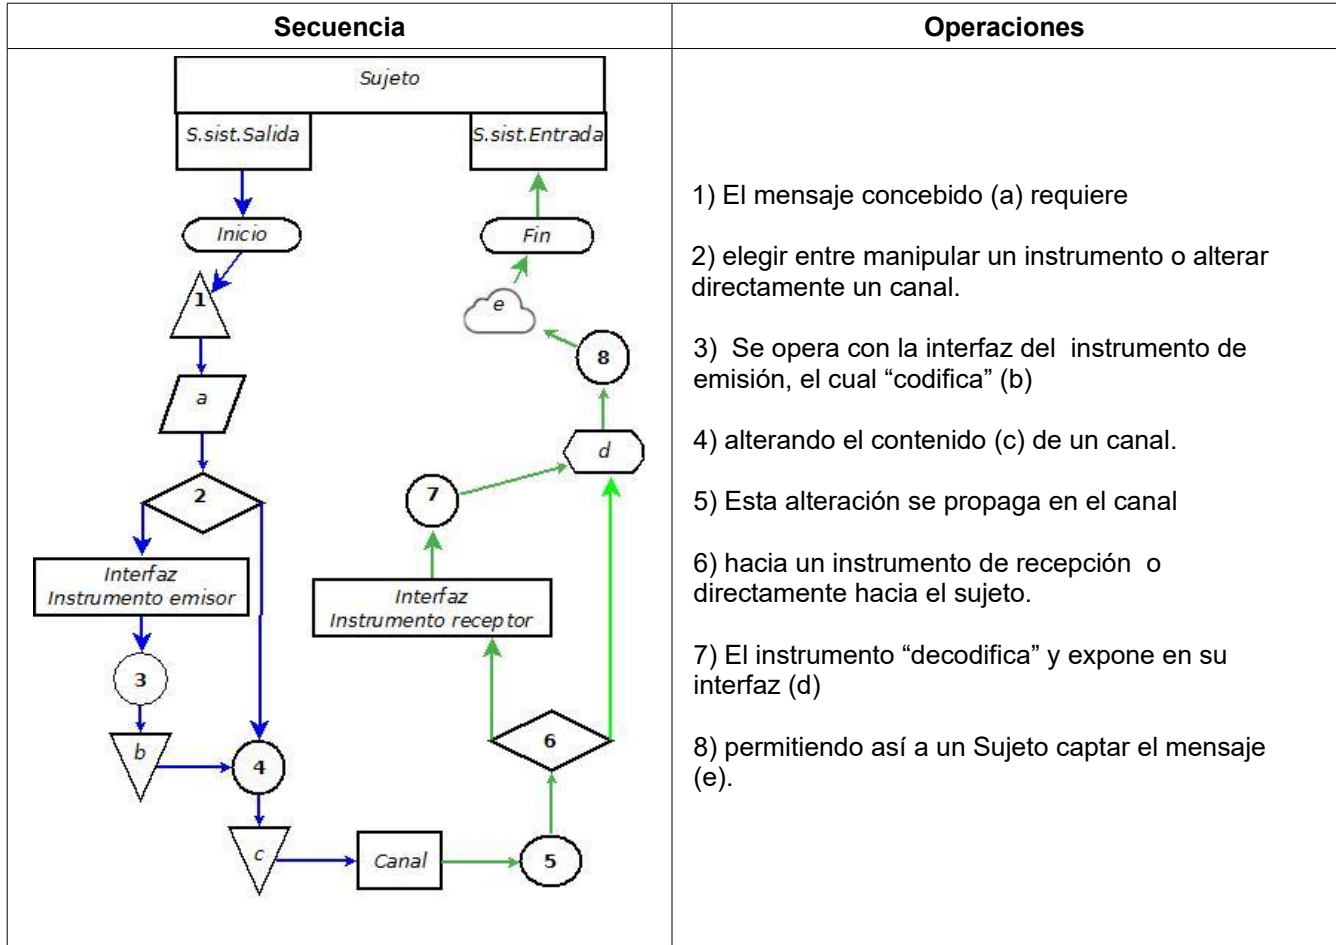 Secuencia
Operaciones
Sujeto
S.sist.Salida
S.sist.Entrada
Inicio
Fin
1
e
8
a
d
2
7
Interfaz
Instrumento emisor
Interfaz
Instrumento receptor
3
6
b
4
c
Canal
5
1) El mensaje concebido (a) requiere
2) elegir entre manipular un instrumento o alterar
directamente un canal.
3) Se opera con la interfaz del instrumento de
emisión, el cual “codifica” (b)
4) alterando el contenido (c) de un canal.
5) Esta alteración se propaga en el canal
6) hacia un instrumento de recepción o
directamente hacia el sujeto.
7) El instrumento “decodifica” y expone en su
interfaz (d)
8) permitiendo así a un Sujeto captar el mensaje
(e).